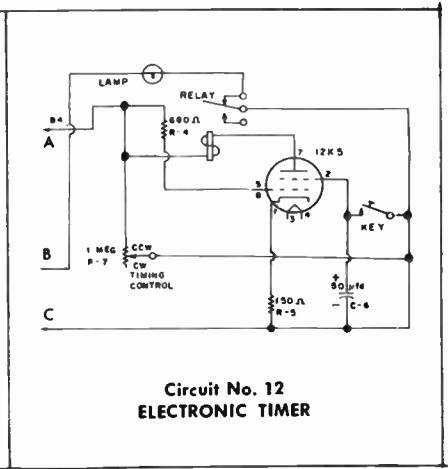 LAMP
RELAY
B+
A
680Ω
R-4
7
12K5
5
6
2
1
3
4
KEY
B
1 MEG
R-7
CCW
CW
TIMING
CONTROL
+
50 µfd
–
C-6
150Ω
R-5
C
Circuit No. 12
ELECTRONIC TIMER